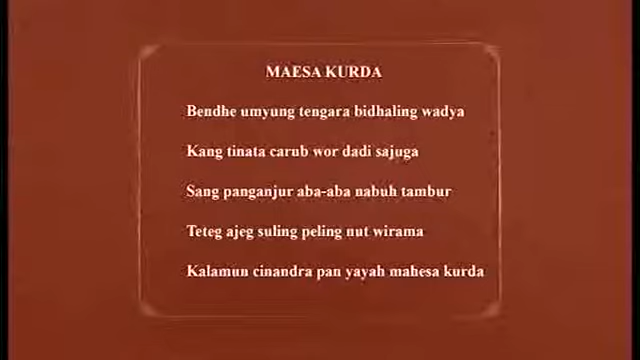 MAESA KURDA
Bendhe umyung tengara bidhaling wadya
Kang tinata carub wor dadi sajuga
Sang panganjur aba-aba nabuh tambur
Teteg ajeg suling peling nut wirama
Kalamun cinandra pan yayah mahesa kurda